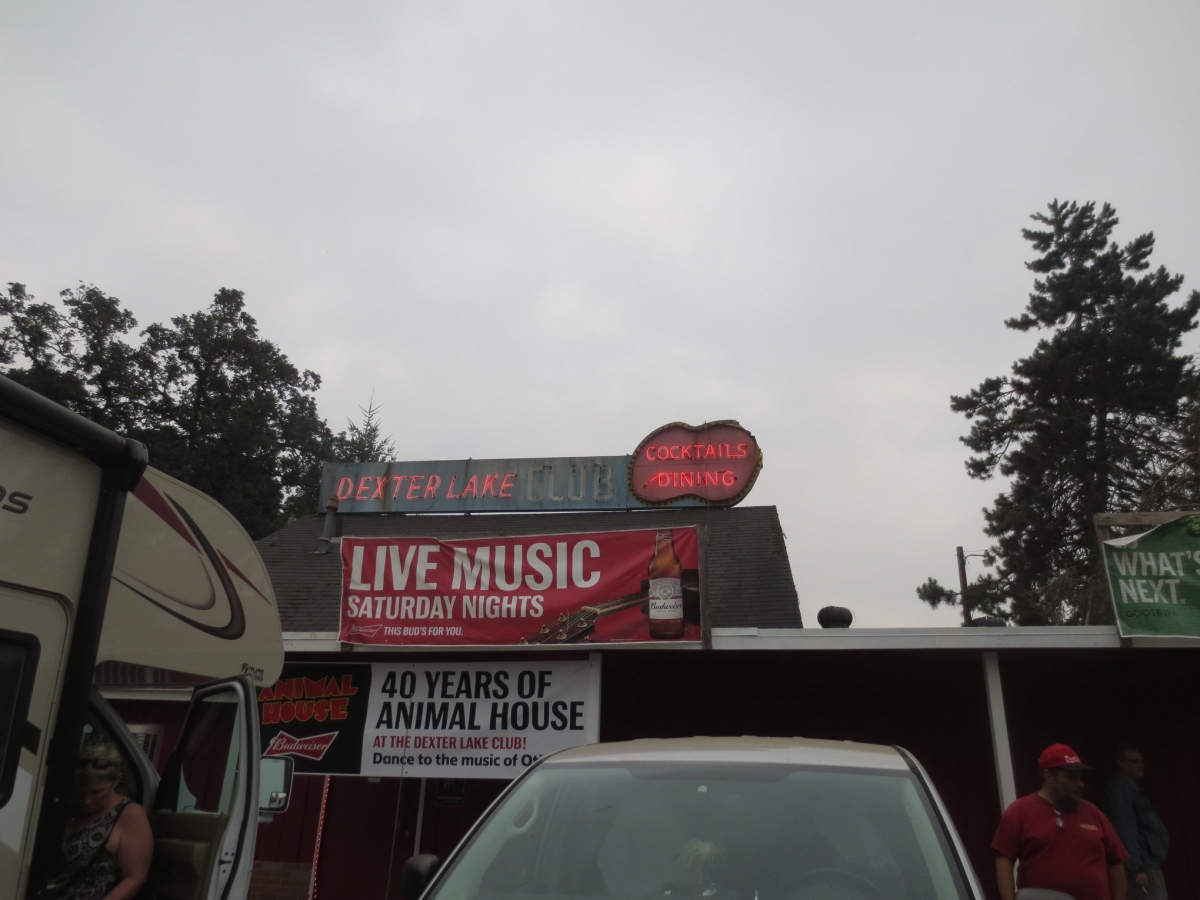 DEXTER LAKE CLUB
COCKTAILS
DINING
LIVE MUSIC
SATURDAY NIGHTS
Budweiser
THIS BUD'S FOR YOU.
WHAT'S
NEXT.
ANIMAL
HOUSE
Budweiser
40 YEARS OF
ANIMAL HOUSE
AT THE DEXTER LAKE CLUB!
Dance to the music of